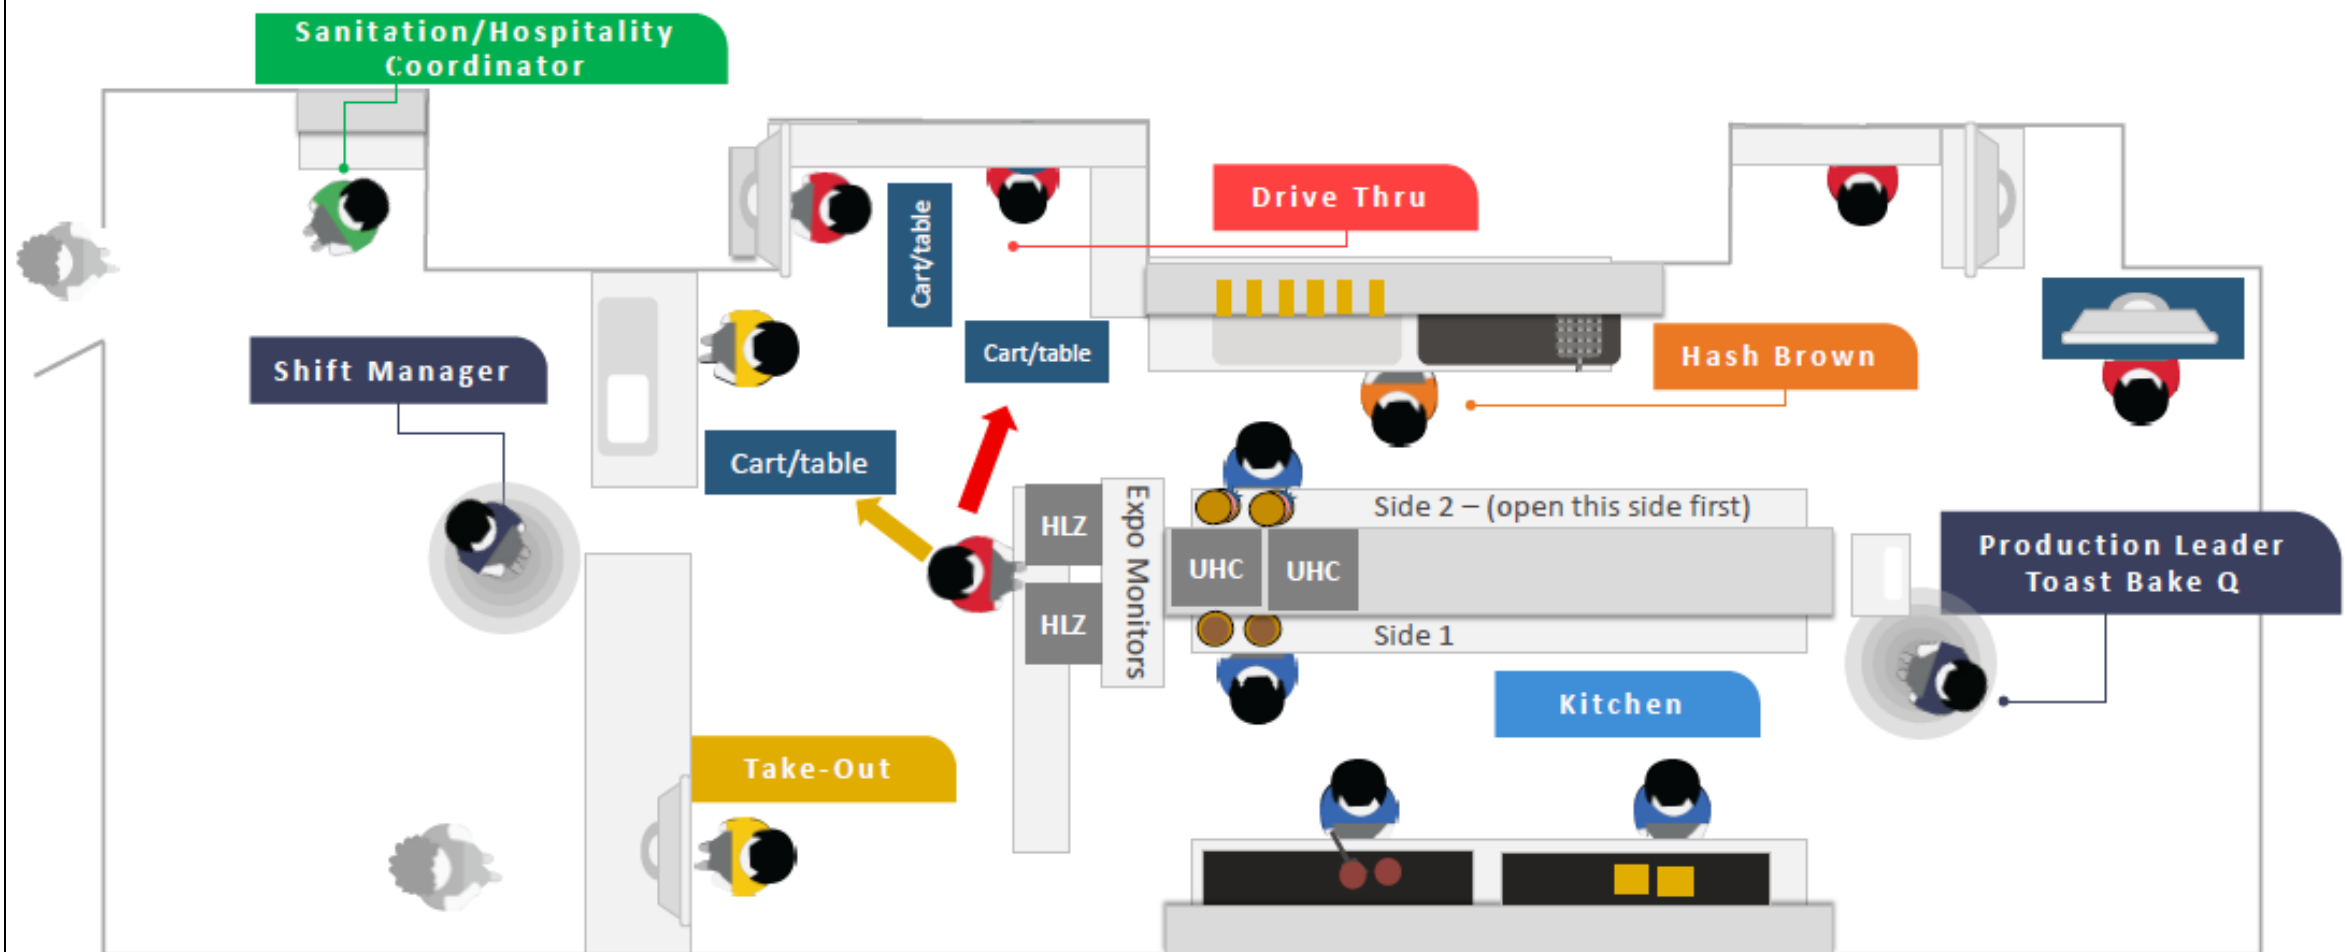 Sanitation/Hospitality
Coordinator
Drive Thru
Cart/table
Cart/table
Hash Brown
Shift Manager
Cart/table
HLZ
Expo Monitors
Side 2 – (open this side first)
UHC
UHC
Production Leader
Toast Bake Q
HLZ
Side 1
Kitchen
Take-Out